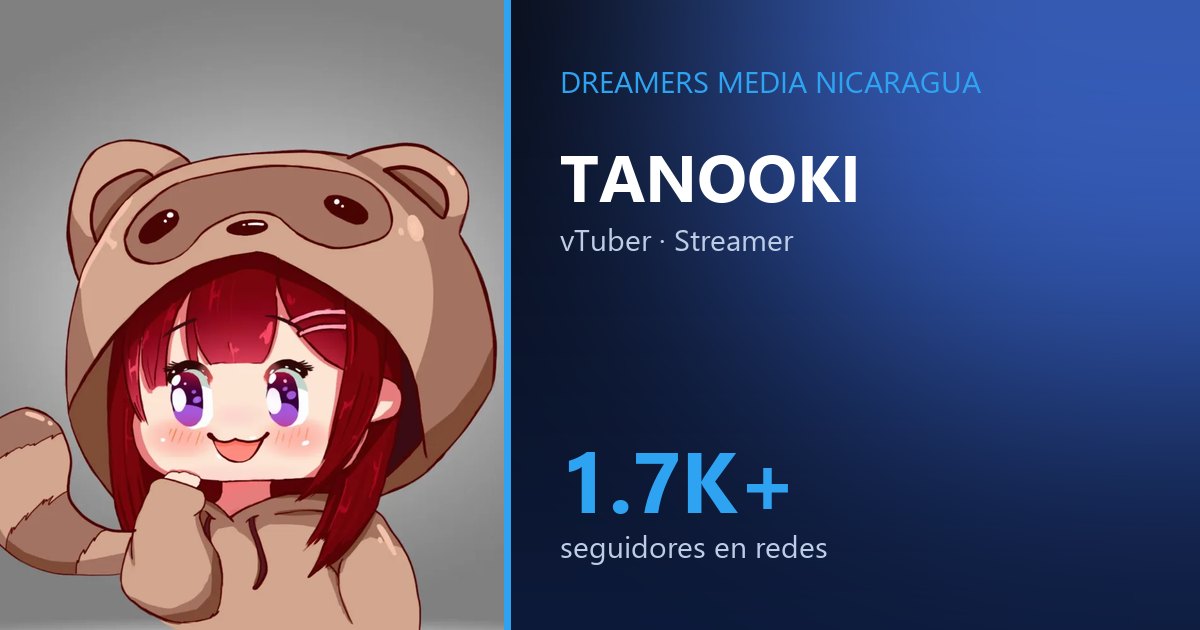 DREAMERS MEDIA NICARAGUA
TANOOKI
vTuber · Streamer
1.7K+
seguidores en redes